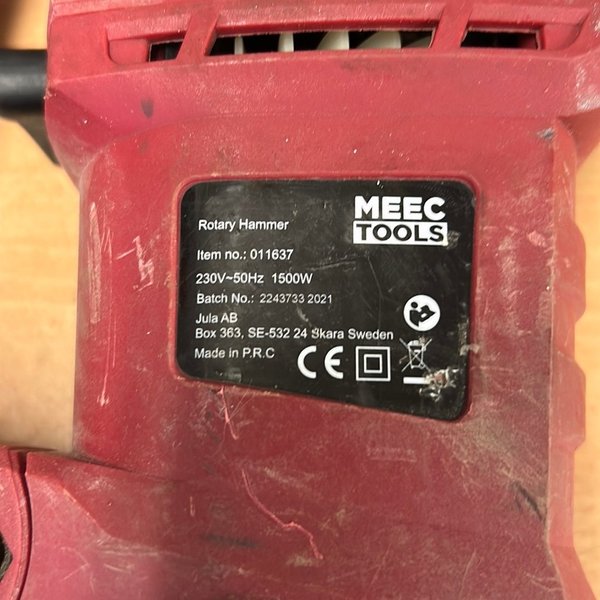 MEEC
TOOLS
Rotary Hammer
Item no.: 011637
230V~50Hz 1500W
Batch No.: 2243733 2021
Jula AB
Box 363, SE-532 24 Skara Sweden
Made in P.R.C
CE